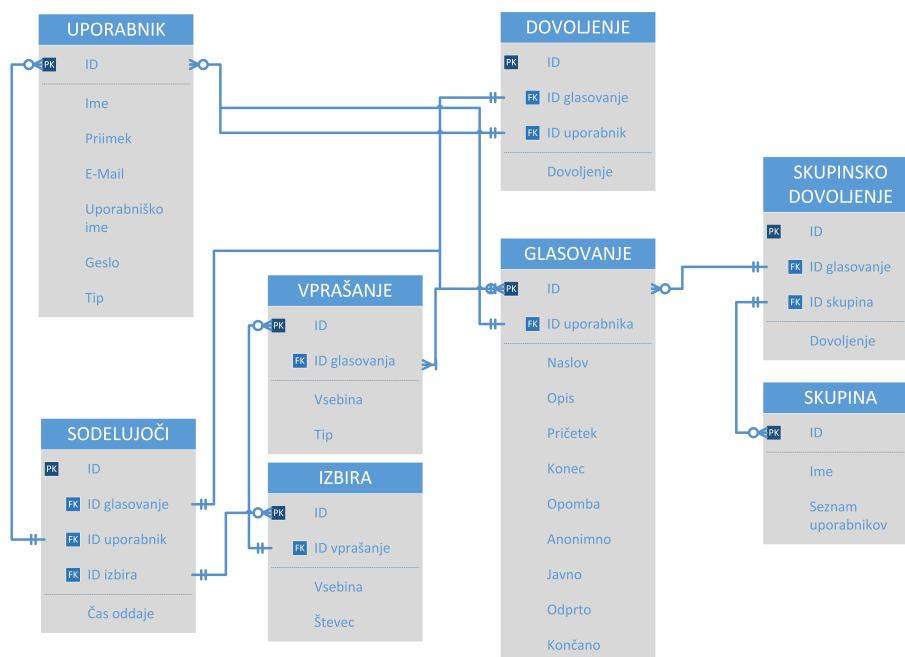 UPORABNIK
PK ID
Ime
Priimek
E-Mail
Uporabniško
ime
Geslo
Tip
DOVOLJENJE
PK ID
FK ID glasovanje
FK ID uporabnik
Dovoljenje
SKUPINSKO
DOVOLJENJE
PK ID
FK ID glasovanje
FK ID skupina
Dovoljenje
GLASOVANJE
PK ID
FK ID uporabnika
Naslov
Opis
Pričetek
Konec
Opomba
Anonimno
Javno
Odprto
Končano
VPRAŠANJE
PK ID
FK ID glasovanja
Vsebina
Tip
SKUPINA
PK ID
Ime
Seznam
uporabnikov
SODELUJOČI
PK ID
FK ID glasovanje
FK ID uporabnik
FK ID izbira
Čas oddaje
IZBIRA
PK ID
FK ID vprašanje
Vsebina
Števec